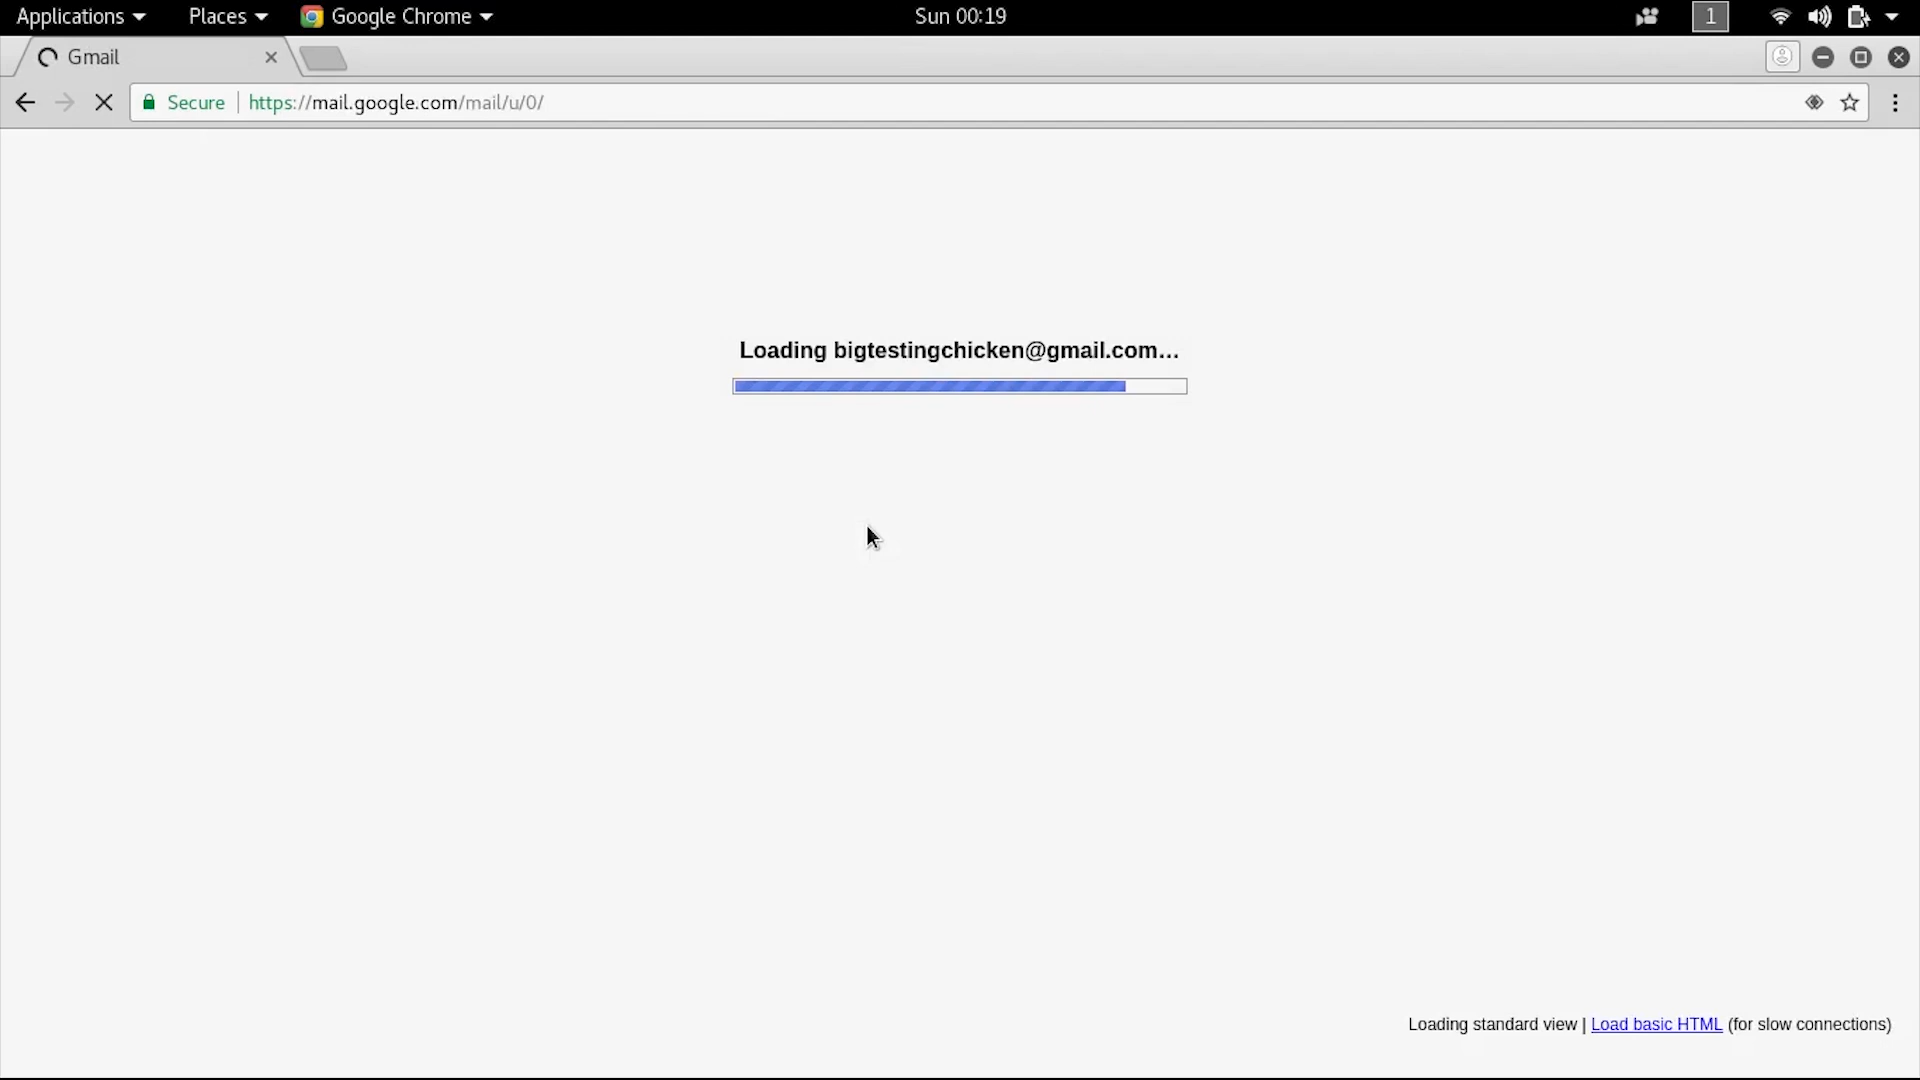 Applications Places Google Chrome Sun 00:19 1
Gmail
Secure https://mail.google.com/mail/u/0/
Loading bigtestingchicken@gmail.com...
Loading standard view | Load basic HTML (for slow connections)